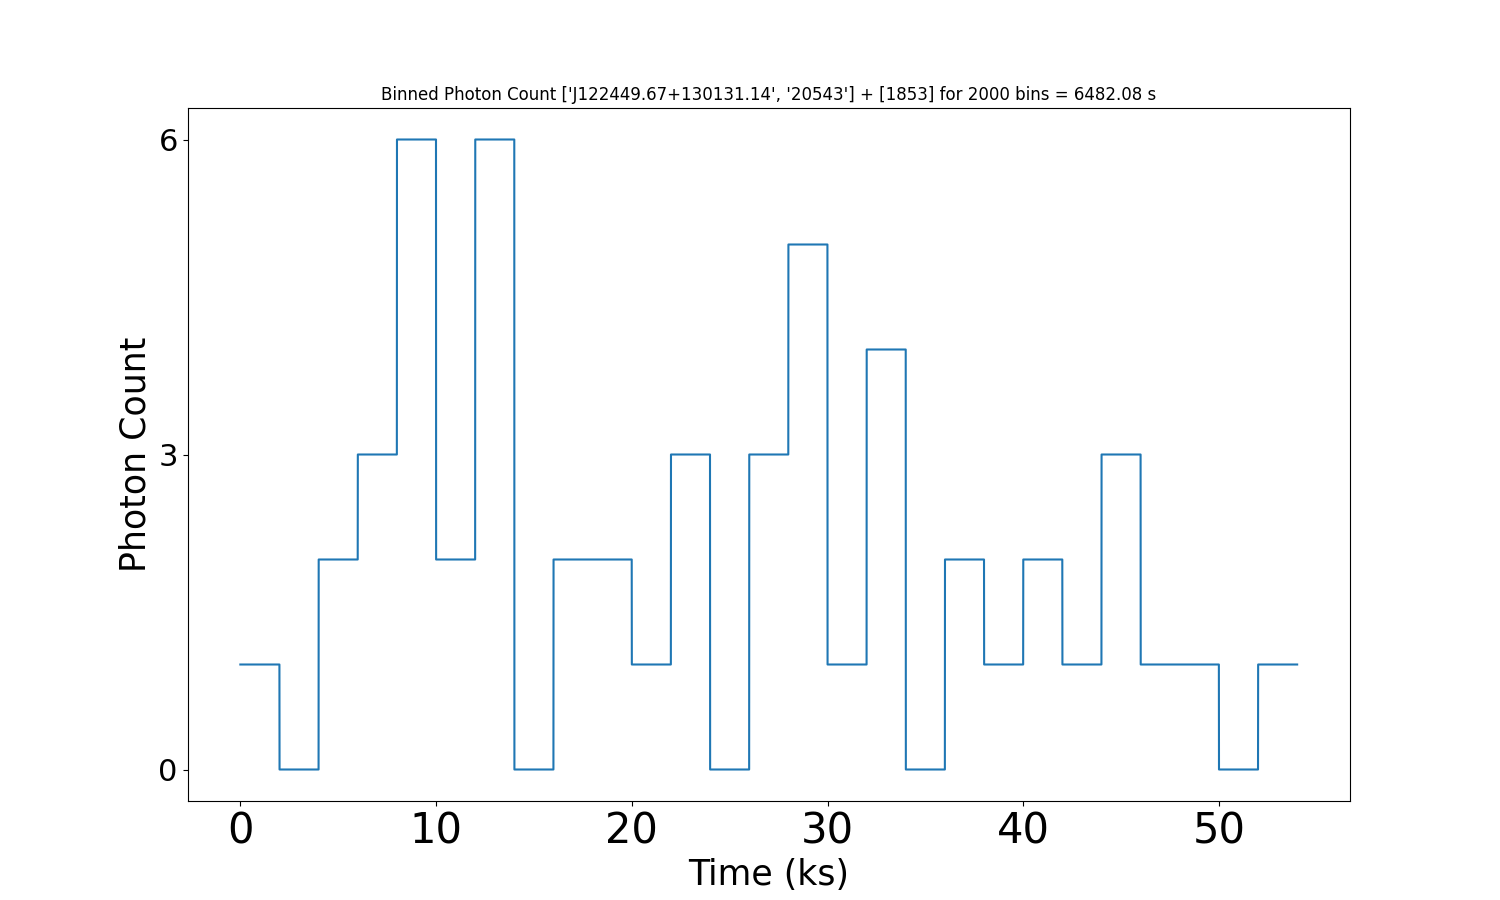 Binned Photon Count ['J122449.67+130131.14', '20543'] + [1853] for 2000 bins = 6482.08 s
6
3
0
Photon Count
0 10 20 30 40 50
Time (ks)